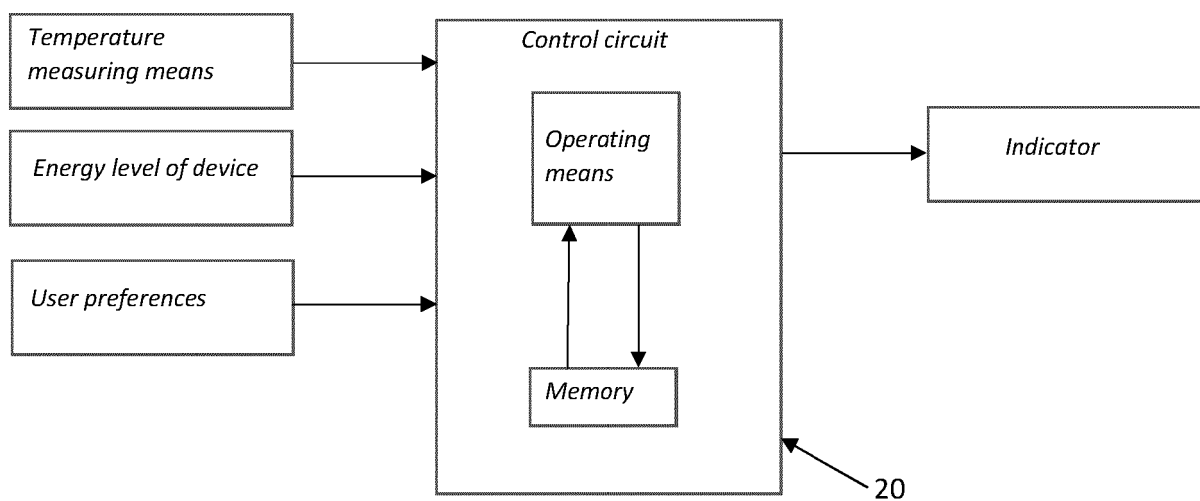 Temperature
measuring means
Energy level of device
User preferences
Control circuit
Operating
means
Memory
Indicator
20